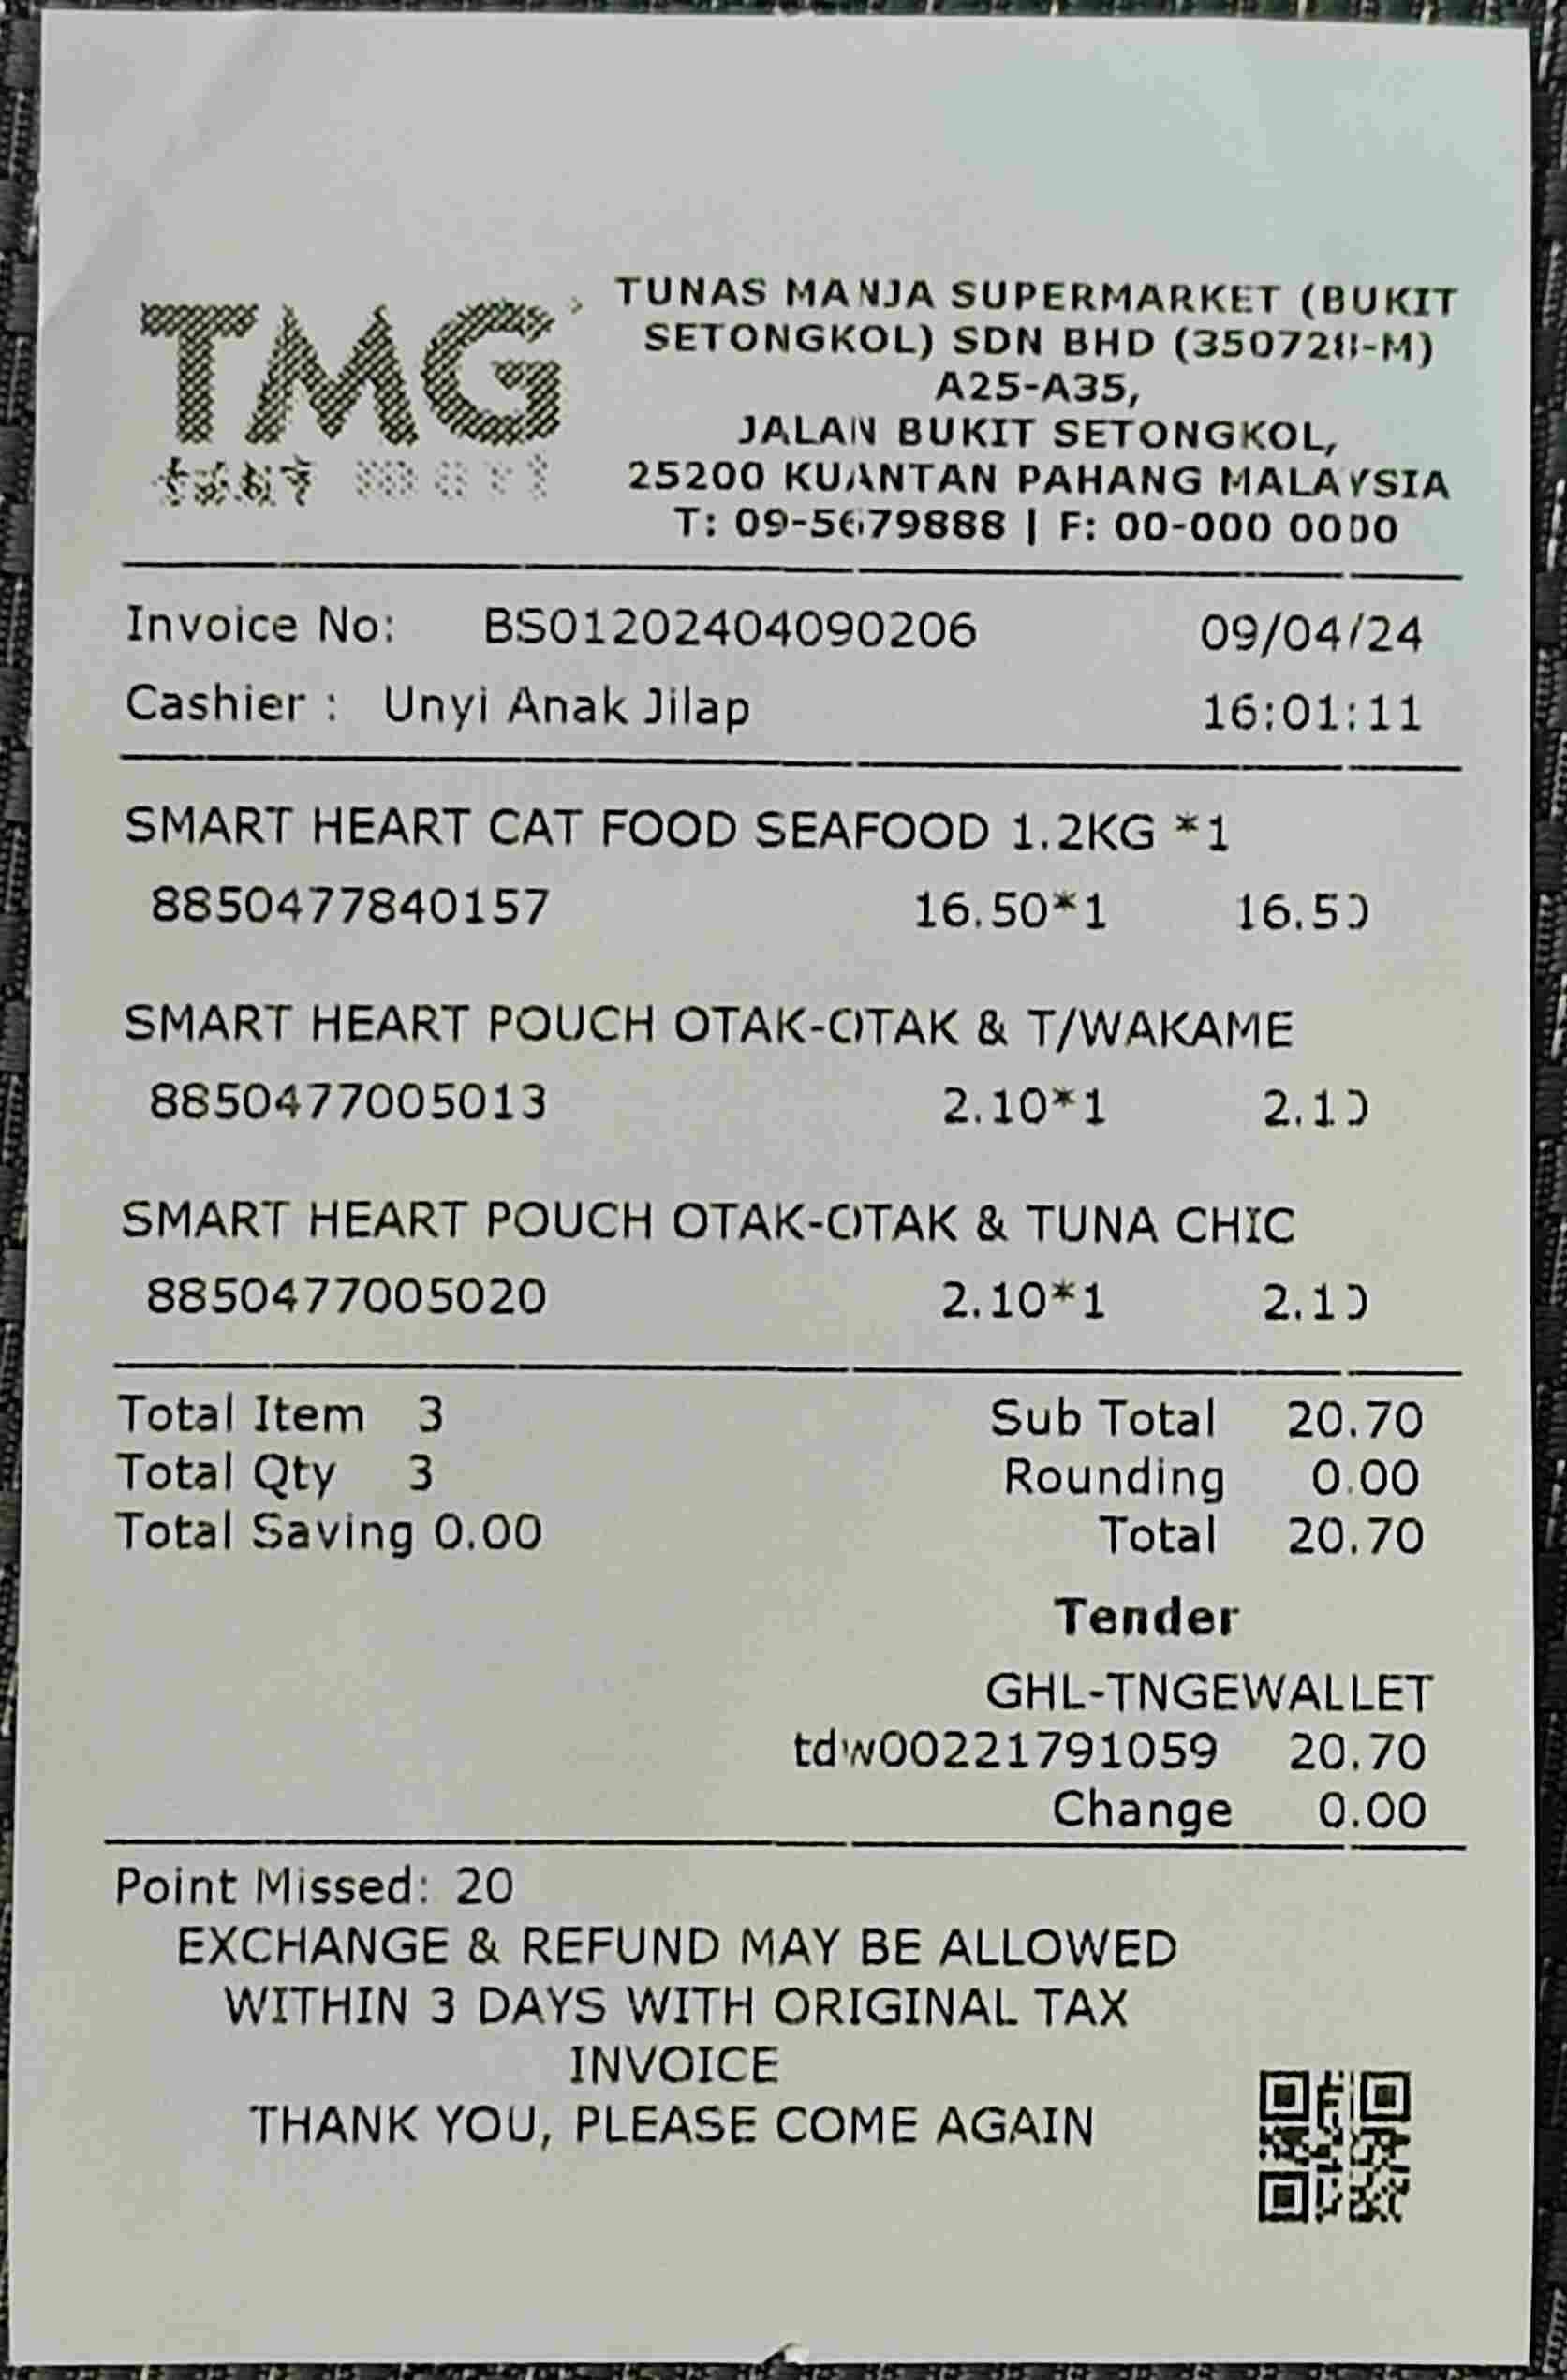 TMG
TUNAS MANJA SUPERMARKET (BUKIT
SETONGKOL) SDN BHD
A25-A35,
JALAN BUKIT SETONGKOL,
25200 KUANTAN PAHANG MALAYSIA
T: 09-5679888 | F: 00-000 0000
Invoice No: BS01202404090206 09/04/24
Cashier : Unyi Anak Jilap 16:01:11
SMART HEART CAT FOOD SEAFOOD 1.2KG *1
8850477840157 16.50*1 16.50
SMART HEART POUCH OTAK-OTAK & T/WAKAME
8850477005013 2.10*1 2.10
SMART HEART POUCH OTAK-OTAK & TUNA CHIC
8850477005020 2.10*1 2.10
Total Item 3 Sub Total 20.70
Total Qty 3 Rounding 0.00
Total Saving 0.00 Total 20.70
Tender
GHL-TNGEWALLET
tdw00221791059 20.70
Change 0.00
Point Missed: 20
EXCHANGE & REFUND MAY BE ALLOWED
WITHIN 3 DAYS WITH ORIGINAL TAX
INVOICE
THANK YOU, PLEASE COME AGAIN